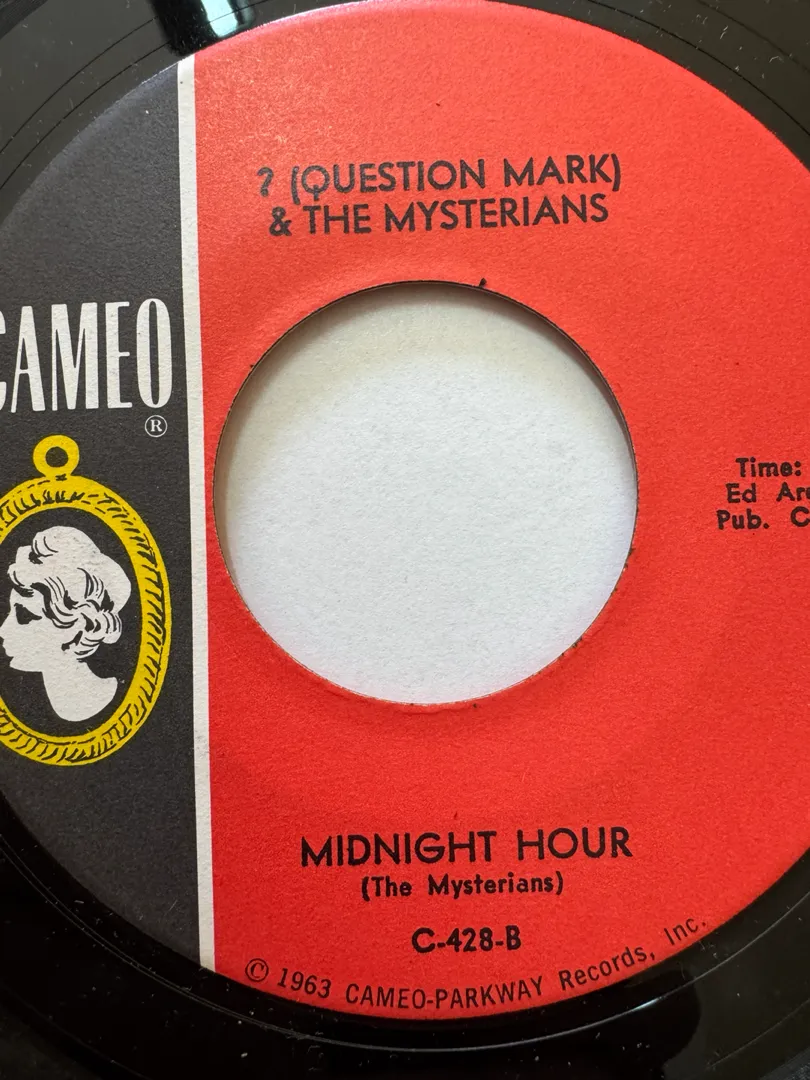 ? (QUESTION MARK)
& THE MYSTERIANS
CAMEO
®
Time:
Ed
Pub.
MIDNIGHT HOUR
(The Mysterians)
C-428-B
© 1963 CAMEO-PARKWAY Records, Inc.